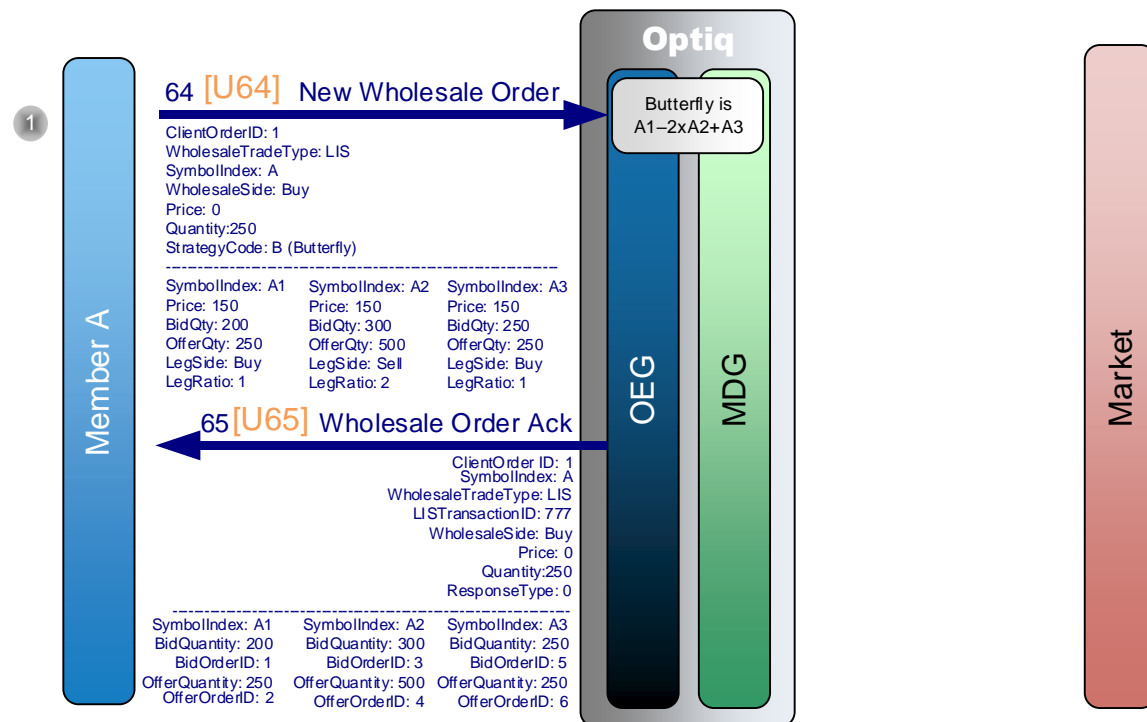 Optiq
1
Member A
64 [U64] New Wholesale Order
Butterfly is
A1–2xA2+A3
ClientOrderID: 1
WholesaleTradeType: LIS
SymbolIndex: A
WholesaleSide: Buy
Price: 0
Quantity:250
StrategyCode: B (Butterfly)
SymbolIndex: A1 SymbolIndex: A2 SymbolIndex: A3
Price: 150 Price: 150 Price: 150
BidQty: 200 BidQty: 300 BidQty: 250
OfferQty: 250 OfferQty: 500 OfferQty: 250
LegSide: Buy LegSide: Sell LegSide: Buy
LegRatio: 1 LegRatio: 2 LegRatio: 1
OEG
MDG
Market
65 [U65] Wholesale Order Ack
ClientOrder ID: 1
SymbolIndex: A
WholesaleTradeType: LIS
LISTransactionID: 777
WholesaleSide: Buy
Price: 0
Quantity:250
ResponseType: 0
SymbolIndex: A1 SymbolIndex: A2 SymbolIndex: A3
BidQuantity: 200 BidQuantity: 300 BidQuantity: 250
BidOrderID: 1 BidOrderID: 3 BidOrderID: 5
OfferQuantity: 250 OfferQuantity: 500 OfferQuantity: 250
OfferOrderID: 2 OfferOrderID: 4 OfferOrderID: 6